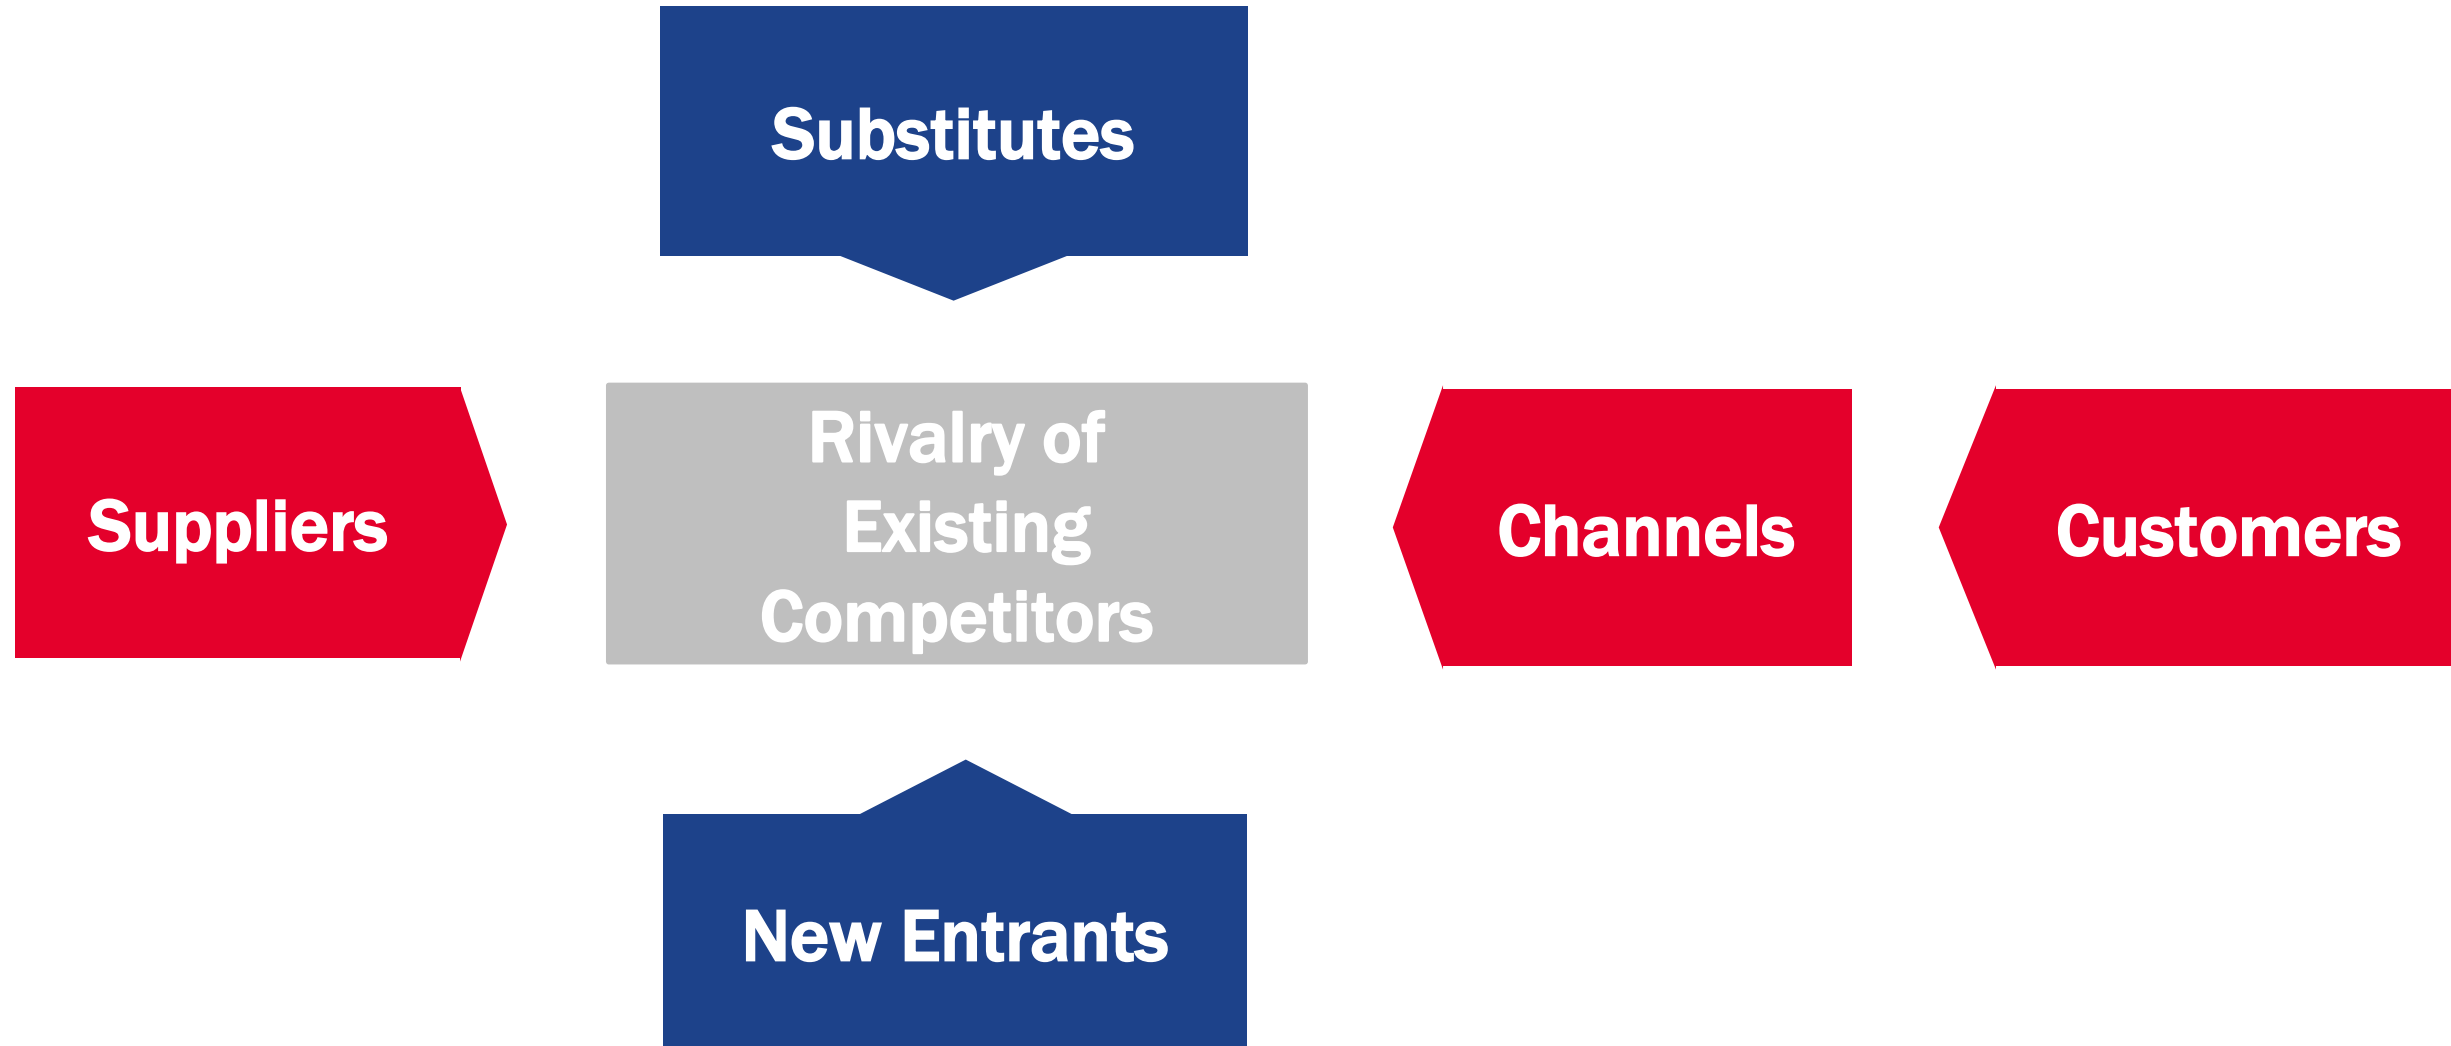 Substitutes
Suppliers
Rivalry of
Existing
Competitors
Channels
Customers
New Entrants